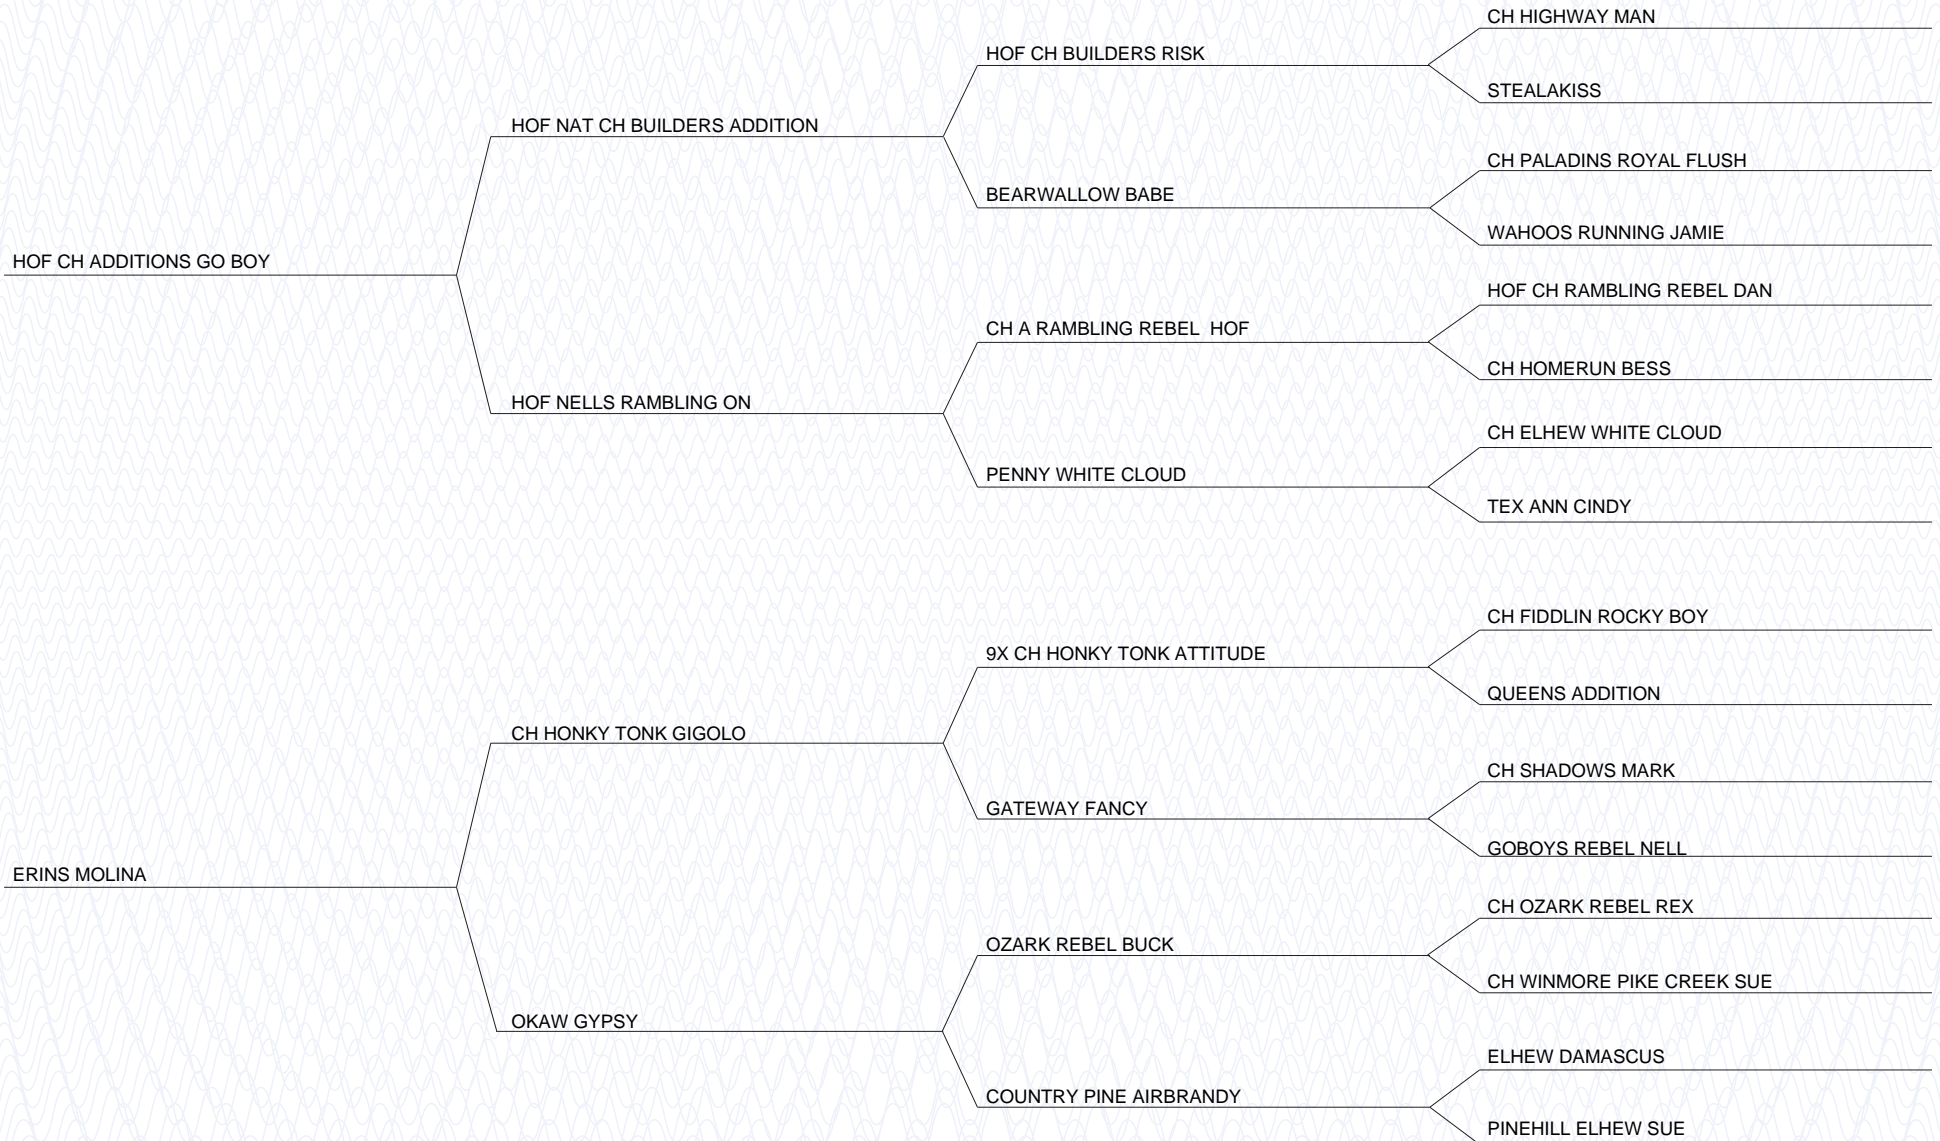 CH HIGHWAY MAN
HOF CH BUILDERS RISK
STEALAKISS
HOF NAT CH BUILDERS ADDITION
CH PALADINS ROYAL FLUSH
BEARWALLOW BABE
WAHOOS RUNNING JAMIE
HOF CH ADDITIONS GO BOY
HOF CH RAMBLING REBEL DAN
CH A RAMBLING REBEL  HOF
CH HOMERUN BESS
HOF NELLS RAMBLING ON
CH ELHEW WHITE CLOUD
PENNY WHITE CLOUD
TEX ANN CINDY
CH FIDDLIN ROCKY BOY
9X CH HONKY TONK ATTITUDE
QUEENS ADDITION
CH HONKY TONK GIGOLO
CH SHADOWS MARK
GATEWAY FANCY
GOBOYS REBEL NELL
ERINS MOLINA
CH OZARK REBEL REX
OZARK REBEL BUCK
CH WINMORE PIKE CREEK SUE
OKAW GYPSY
ELHEW DAMASCUS
COUNTRY PINE AIRBRANDY
PINEHILL ELHEW SUE